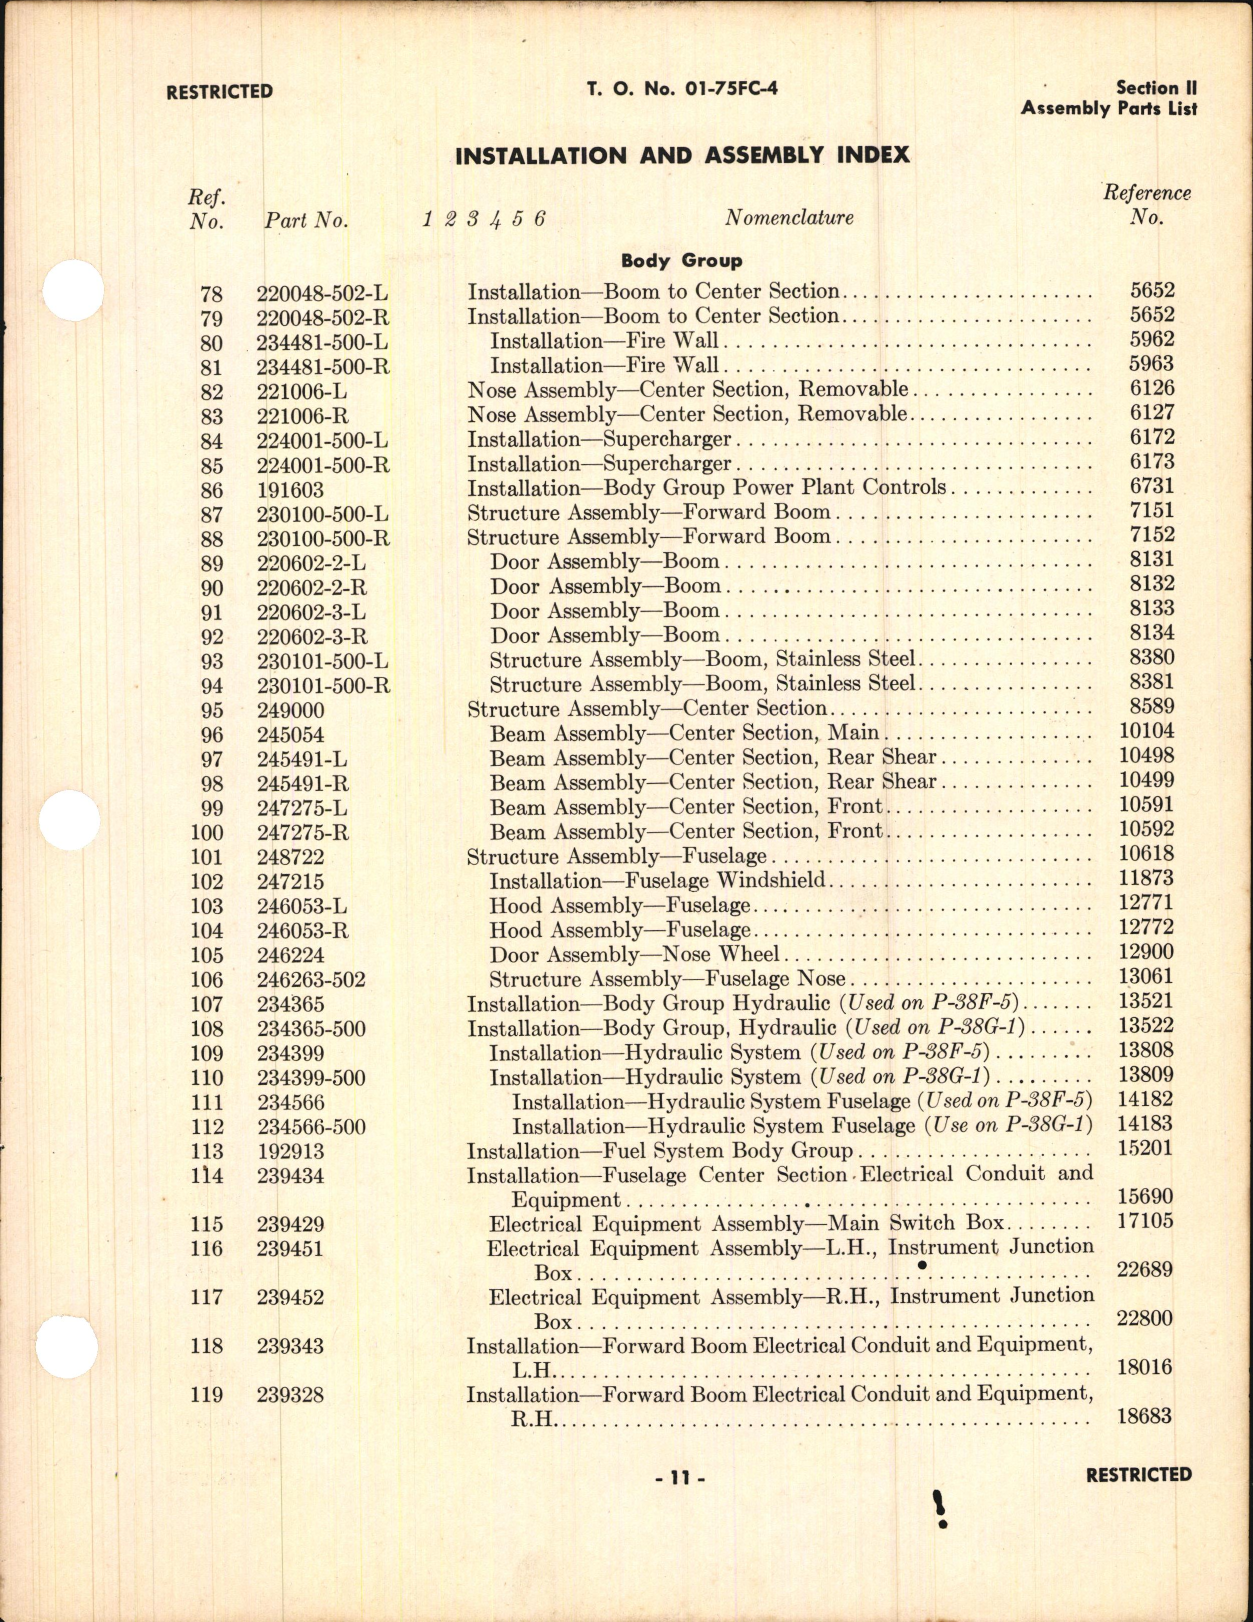 RESTRICTED T. O. No. 01-75FC-4 Section II
Assembly Parts List
INSTALLATION AND ASSEMBLY INDEX
Ref. Reference
No. Part No. 1 2 3 4 5 6 Nomenclature No.
Body Group
78 220048-502-L Installation—Boom to Center Section 5652
79 220048-502-R Installation—Boom to Center Section 5652
80 234481-500-L Installation—Fire Wall 5962
81 234481-500-R Installation—Fire Wall 5963
82 221006-L Nose Assembly—Center Section, Removable 6126
83 221006-R Nose Assembly—Center Section, Removable 6127
84 224001-500-L Installation—Supercharger 6172
85 224001-500-R Installation—Supercharger 6173
86 191603 Installation—Body Group Power Plant Controls 6731
87 230100-500-L Structure Assembly—Forward Boom 7151
88 230100-500-R Structure Assembly—Forward Boom 7152
89 220602-2-L Door Assembly—Boom 8131
90 220602-2-R Door Assembly—Boom 8132
91 220602-3-L Door Assembly—Boom 8133
92 220602-3-R Door Assembly—Boom 8134
93 230101-500-L Structure Assembly—Boom, Stainless Steel 8380
94 230101-500-R Structure Assembly—Boom, Stainless Steel 8381
95 249000 Structure Assembly—Center Section 8589
96 245054 Beam Assembly—Center Section, Main 10104
97 245491-L Beam Assembly—Center Section, Rear Shear 10498
98 245491-R Beam Assembly—Center Section, Rear Shear 10499
99 247275-L Beam Assembly—Center Section, Front 10591
100 247275-R Beam Assembly—Center Section, Front 10592
101 248722 Structure Assembly—Fuselage 10618
102 247215 Installation—Fuselage Windshield 11873
103 246053-L Hood Assembly—Fuselage 12771
104 246053-R Hood Assembly—Fuselage 12772
105 246224 Door Assembly—Nose Wheel 12900
106 246263-502 Structure Assembly—Fuselage Nose 13061
107 234365 Installation—Body Group Hydraulic (Used on P-38F-5) 13521
108 234365-500 Installation—Body Group, Hydraulic (Used on P-38G-1) 13522
109 234399 Installation—Hydraulic System (Used on P-38F-5) 13808
110 234399-500 Installation—Hydraulic System (Used on P-38G-1) 13809
111 234566 Installation—Hydraulic System Fuselage (Used on P-38F-5) 14182
112 234566-500 Installation—Hydraulic System Fuselage (Use on P-38G-1) 14183
113 192913 Installation—Fuel System Body Group 15201
114 239434 Installation—Fuselage Center Section Electrical Conduit and
Equipment 15690
115 239429 Electrical Equipment Assembly—Main Switch Box 17105
116 239451 Electrical Equipment Assembly—L.H., Instrument Junction
Box 22689
117 239452 Electrical Equipment Assembly—R.H., Instrument Junction
Box 22800
118 239343 Installation—Forward Boom Electrical Conduit and Equipment,
L.H. 18016
119 239328 Installation—Forward Boom Electrical Conduit and Equipment,
R.H. 18683
- 11 - RESTRICTED